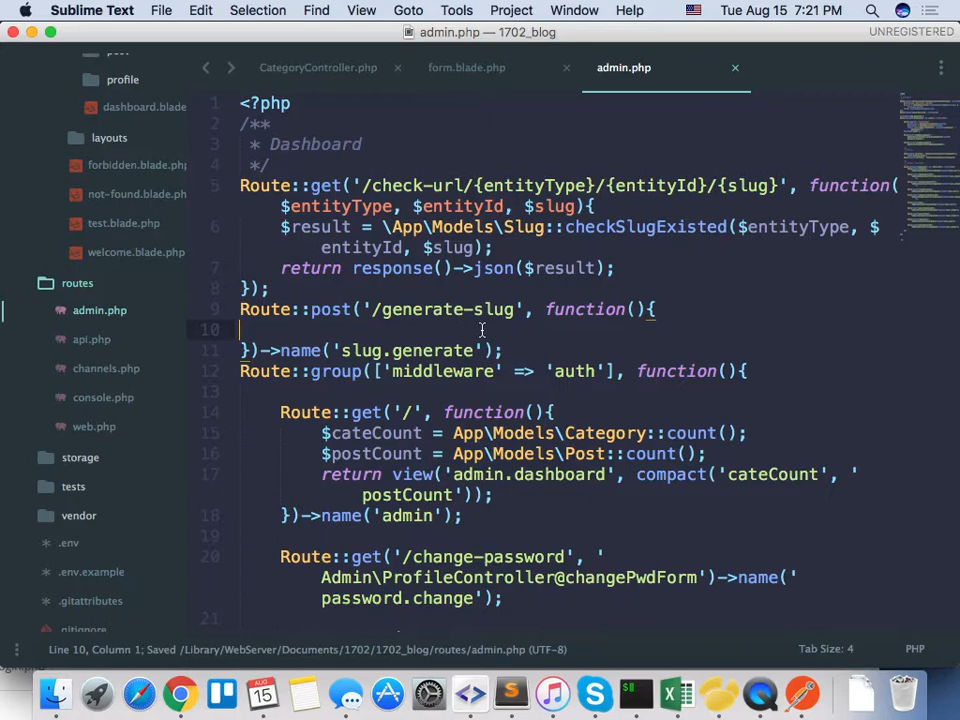 Sublime Text File Edit Selection Find View Goto Tools Project Window Help Tue Aug 15 7:21 PM
admin.php — 1702_blog UNREGISTERED
CategoryController.php × form.blade.php × admin.php ×
profile
dashboard.blade
layouts
forbidden.blade.php
not-found.blade.ph
test.blade.php
welcome.blade.php
routes
admin.php
api.php
channels.php
console.php
web.php
storage
tests
vendor
.env
.env.example
.gitattributes
.gitignore
1 <?php
2 /**
3 * Dashboard
4 */
5 Route::get('/check-url/{entityType}/{entityId}/{slug}', function(
$entityType, $entityId, $slug){
6 $result = \App\Models\Slug::checkSlugExisted($entityType, $
entityId, $slug);
7 return response()->json($result);
8 });
9 Route::post('/generate-slug', function(){
10
11 })->name('slug.generate');
12 Route::group(['middleware' => 'auth'], function(){
13
14 Route::get('/', function(){
15 $cateCount = App\Models\Category::count();
16 $postCount = App\Models\Post::count();
17 return view('admin.dashboard', compact('cateCount', '
postCount'));
18 })->name('admin');
19
20 Route::get('/change-password', '
Admin\ProfileController@changePwdForm')->name('
password.change');
21
Line 10, Column 1; Saved /Library/WebServer/Documents/1702/1702_blog/routes/admin.php (UTF-8) Tab Size: 4 PHP
15